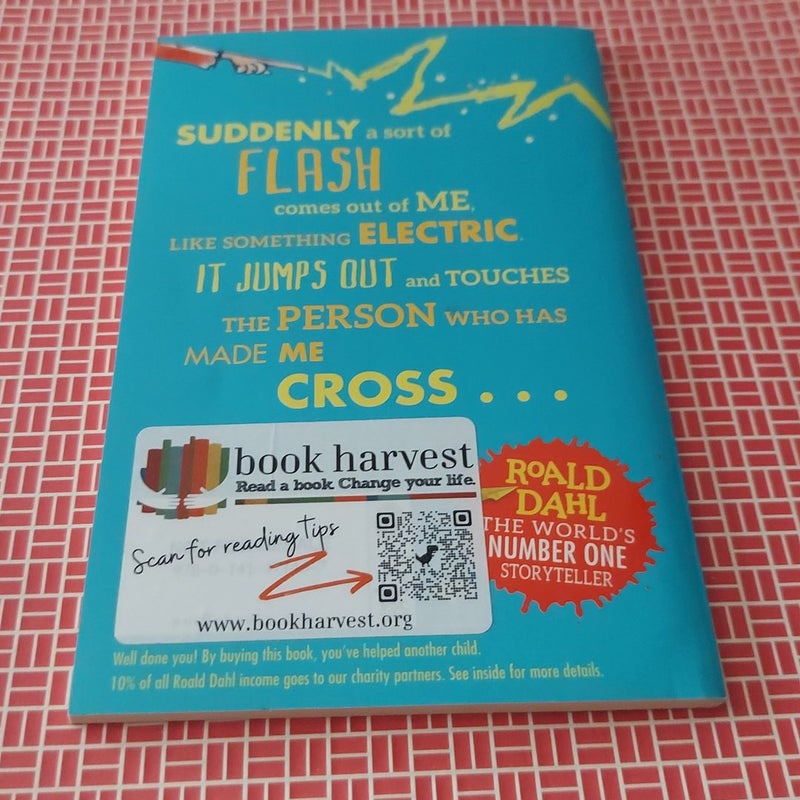 SUDDENLY a sort of
FLASH
comes out of ME,
LIKE SOMETHING ELECTRIC.
IT JUMPS OUT and TOUCHES
THE PERSON WHO HAS
MADE ME
CROSS . . .
book harvest
Read a book. Change your life.
Scan for reading tips
www.bookharvest.org
ROALD
DAHL
THE WORLD'S
NUMBER ONE
STORYTELLER
Well done you! By buying this book, you've helped another child.
10% of all Roald Dahl income goes to our charity partners. See inside for more details.